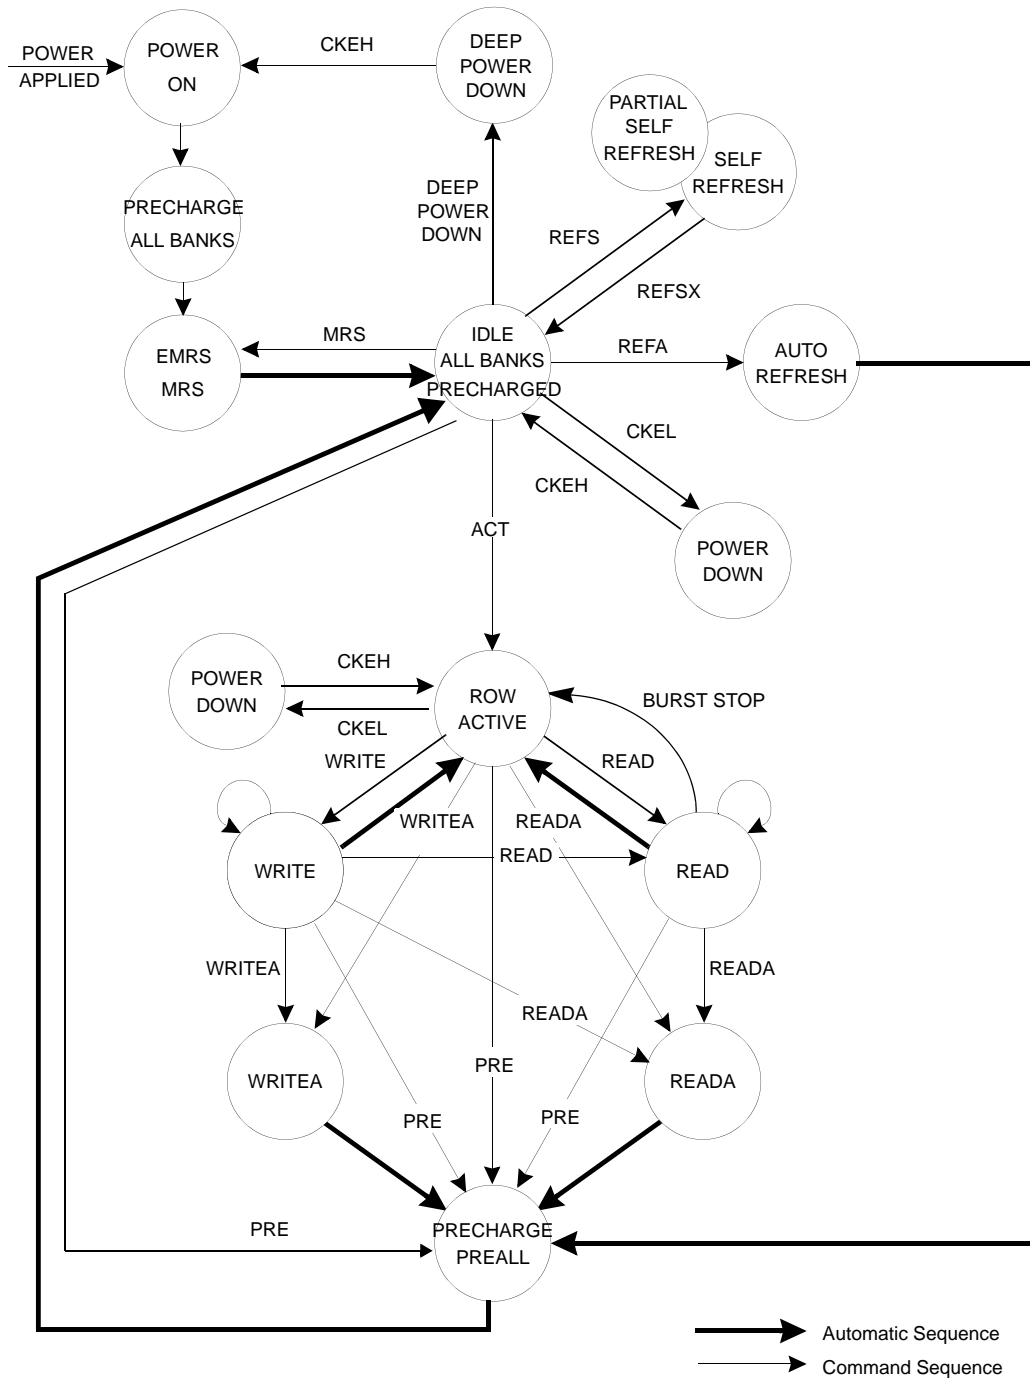 POWER
APPLIED
POWER
ON
CKEH
DEEP
POWER
DOWN
PARTIAL
SELF
REFRESH
SELF
REFRESH
PRECHARGE
ALL BANKS
DEEP
POWER
DOWN
REFS
REFSX
EMRS
MRS
MRS
IDLE
ALL BANKS
PRECHARGED
REFA
AUTO
REFRESH
CKEL
CKEH
ACT
POWER
DOWN
POWER
DOWN
CKEH
CKEL
ROW
ACTIVE
BURST STOP
WRITE
READ
WRITEA
READA
WRITE
READ
READ
WRITEA
READA
READA
WRITEA
PRE
READA
PRE
PRE
PRE
PRECHARGE
PREALL
Automatic Sequence
Command Sequence